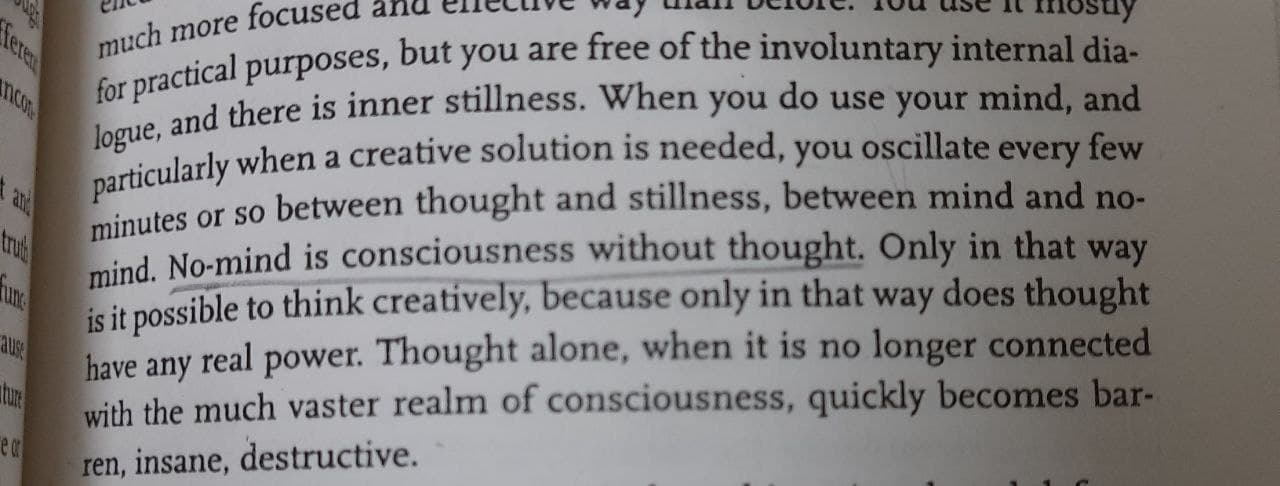 much more focused and effective way than before. You use it mostly
for practical purposes, but you are free of the involuntary internal dia-
logue, and there is inner stillness. When you do use your mind, and
particularly when a creative solution is needed, you oscillate every few
minutes or so between thought and stillness, between mind and no-
mind. No-mind is consciousness without thought. Only in that way
is it possible to think creatively, because only in that way does thought
have any real power. Thought alone, when it is no longer connected
with the much vaster realm of consciousness, quickly becomes bar-
ren, insane, destructive.